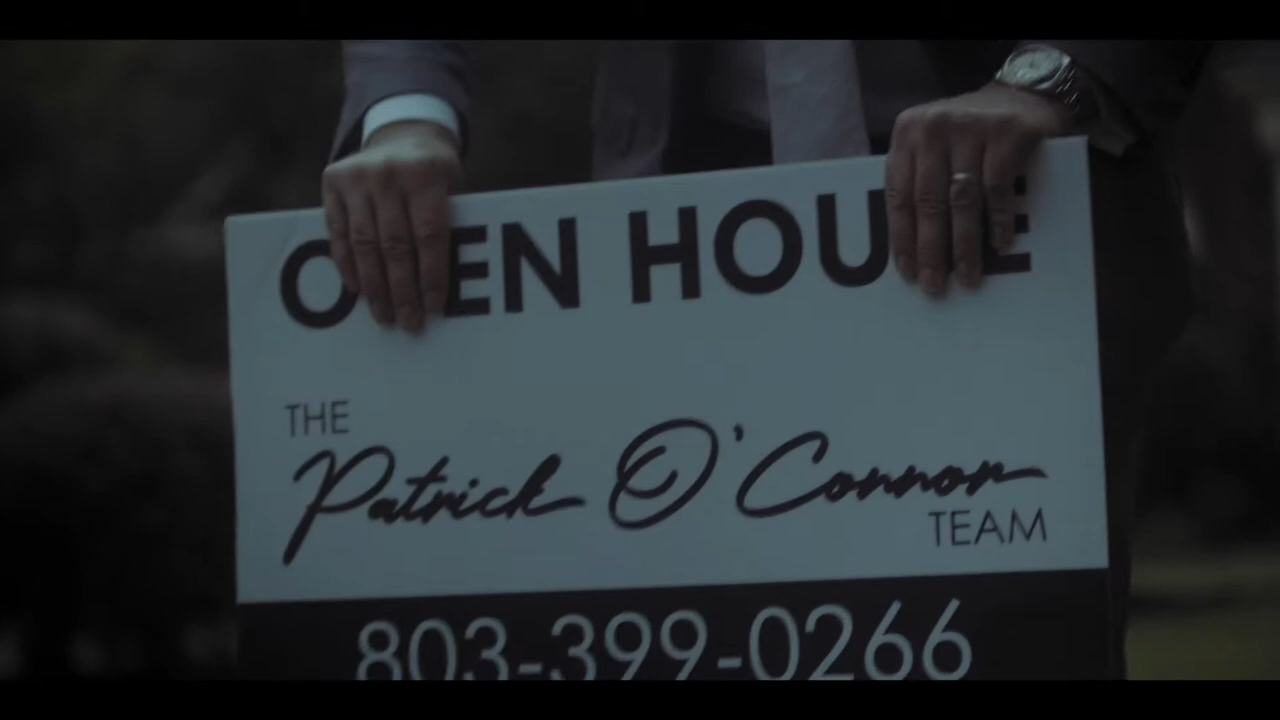 OPEN HOUSE
THE
Patrick O'Connor
TEAM
803-399-0266